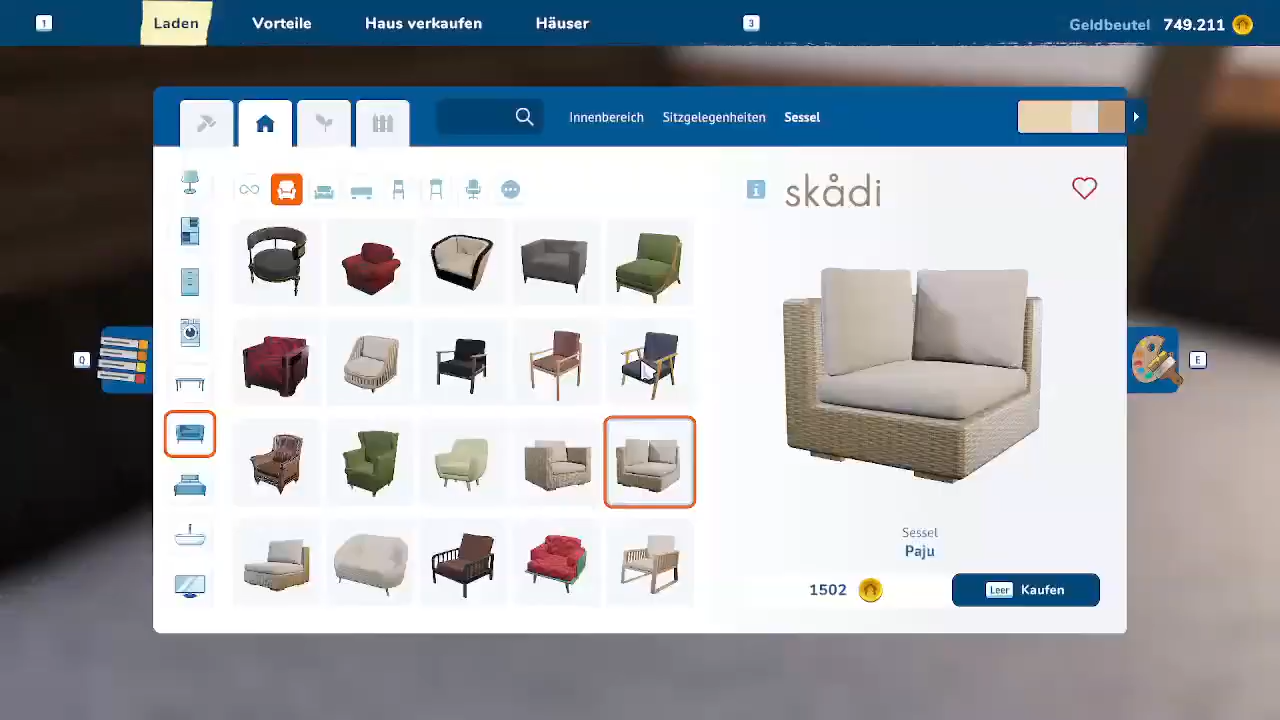 1
Laden
Vorteile
Haus verkaufen
Häuser
3
Geldbeutel 749.211
Innenbereich
Sitzgelegenheiten
Sessel
skådi
Q
E
Sessel
Paju
1502
Leer Kaufen